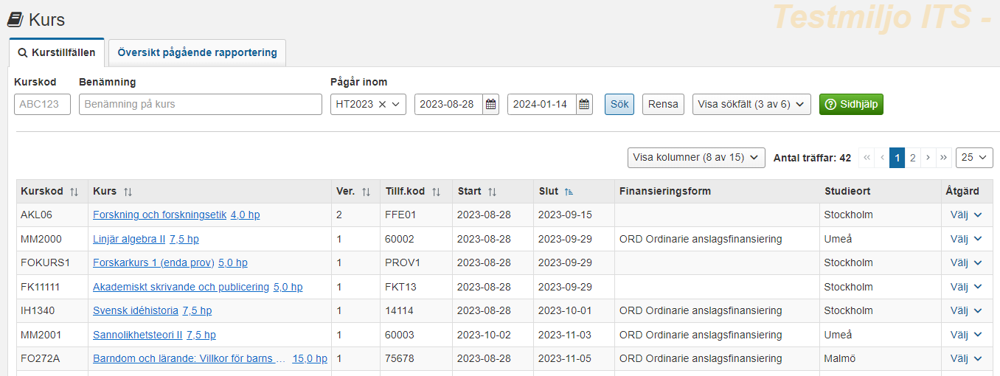 Testmiljo ITS -
Kurs
Kurstillfällen Översikt pågående rapportering
Kurskod Benämning Pågår inom
ABC123 Benämning på kurs HT2023 2023-08-28 2024-01-14 Sök Rensa Visa sökfält (3 av 6) Sidhjälp
Visa kolumner (8 av 15) Antal träffar: 42 « ‹ 1 2 › » 25
Kurskod Kurs Ver. Tillf.kod Start Slut Finansieringsform Studieort Åtgärd
AKL06 Forskning och forskningsetik 4,0 hp 2 FFE01 2023-08-28 2023-09-15 Stockholm Välj
MM2000 Linjär algebra II 7,5 hp 1 60002 2023-08-28 2023-09-29 ORD Ordinarie anslagsfinansiering Umeå Välj
FOKURS1 Forskarkurs 1 (enda prov) 5,0 hp 1 PROV1 2023-08-28 2023-09-29 Stockholm Välj
FK11111 Akademiskt skrivande och publicering 5,0 hp 1 FKT13 2023-08-28 2023-09-29 Stockholm Välj
IH1340 Svensk idéhistoria 7,5 hp 1 14114 2023-08-28 2023-10-01 ORD Ordinarie anslagsfinansiering Stockholm Välj
MM2001 Sannolikhetsteori II 7,5 hp 1 60003 2023-10-02 2023-11-03 ORD Ordinarie anslagsfinansiering Umeå Välj
FO272A Barndom och lärande: Villkor för barns ... 15,0 hp 1 75678 2023-08-28 2023-11-05 ORD Ordinarie anslagsfinansiering Malmö Välj